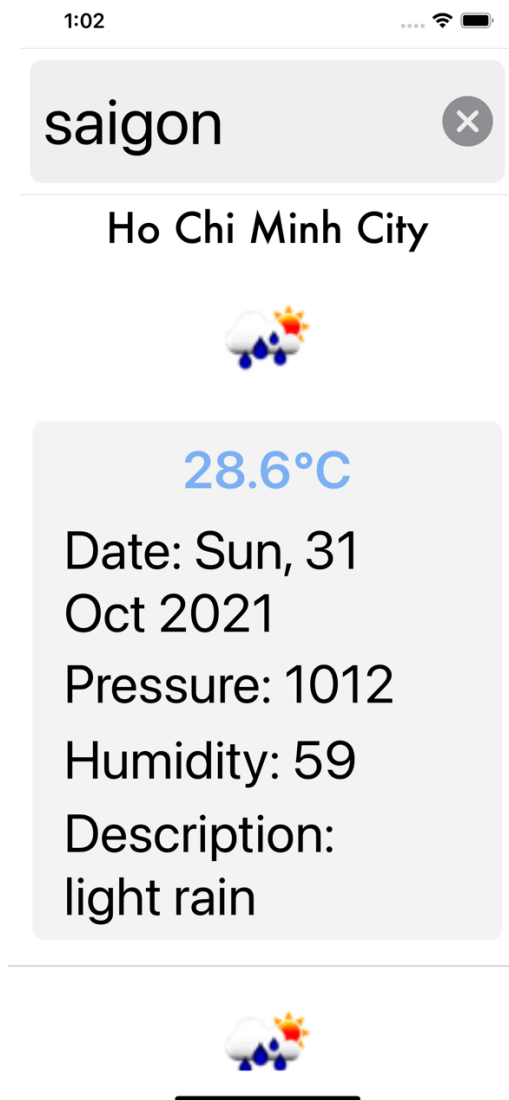 1:02
saigon
Ho Chi Minh City
28.6°C
Date: Sun, 31
Oct 2021
Pressure: 1012
Humidity: 59
Description:
light rain